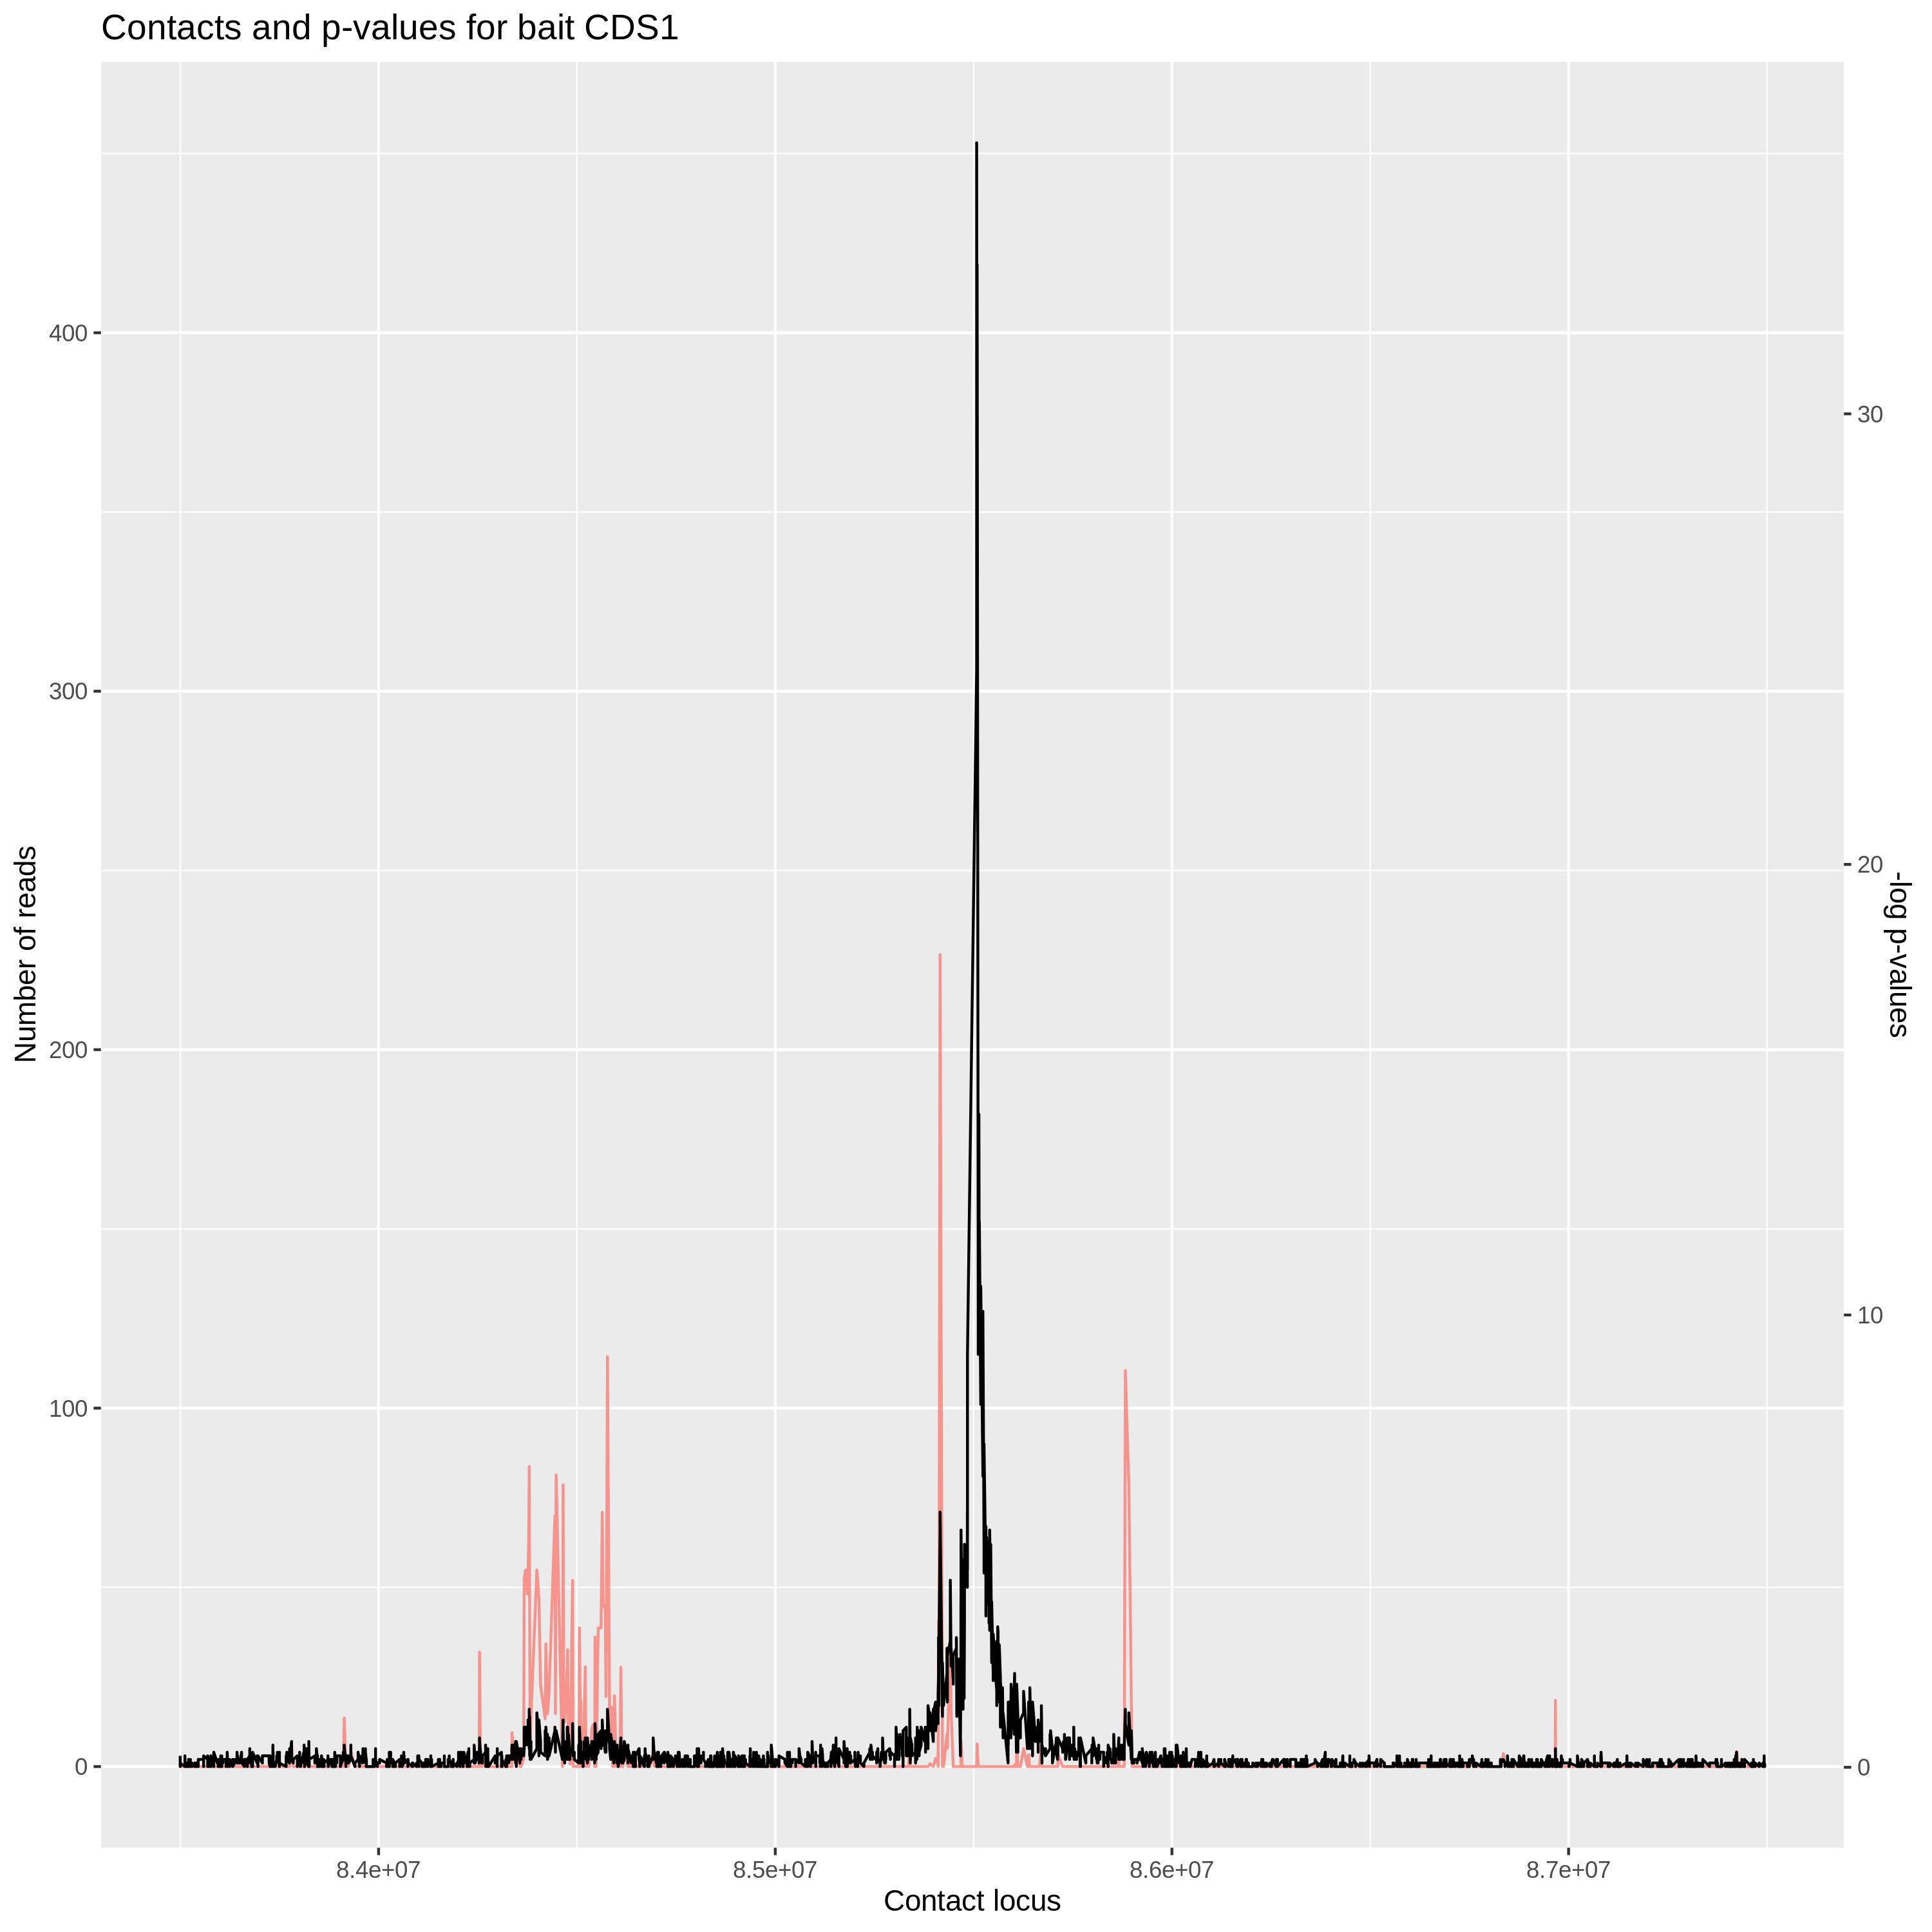 Contacts and p-values for bait CDS1
Number of reads
400
300
200
100
0
30
20
10
0
-log p-values
8.4e+07 8.5e+07 8.6e+07 8.7e+07
Contact locus